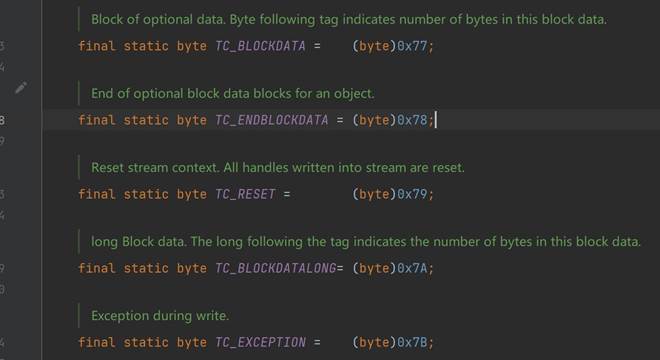 Block of optional data. Byte following tag indicates number of bytes in this block data.
3 final static byte TC_BLOCKDATA = (byte)0x77;
4
End of optional block data blocks for an object.
8 final static byte TC_ENDBLOCKDATA = (byte)0x78;
9
Reset stream context. All handles written into stream are reset.
3 final static byte TC_RESET = (byte)0x79;
4
long Block data. The long following the tag indicates the number of bytes in this block data.
9 final static byte TC_BLOCKDATALONG= (byte)0x7A;
0
Exception during write.
4 final static byte TC_EXCEPTION = (byte)0x7B;